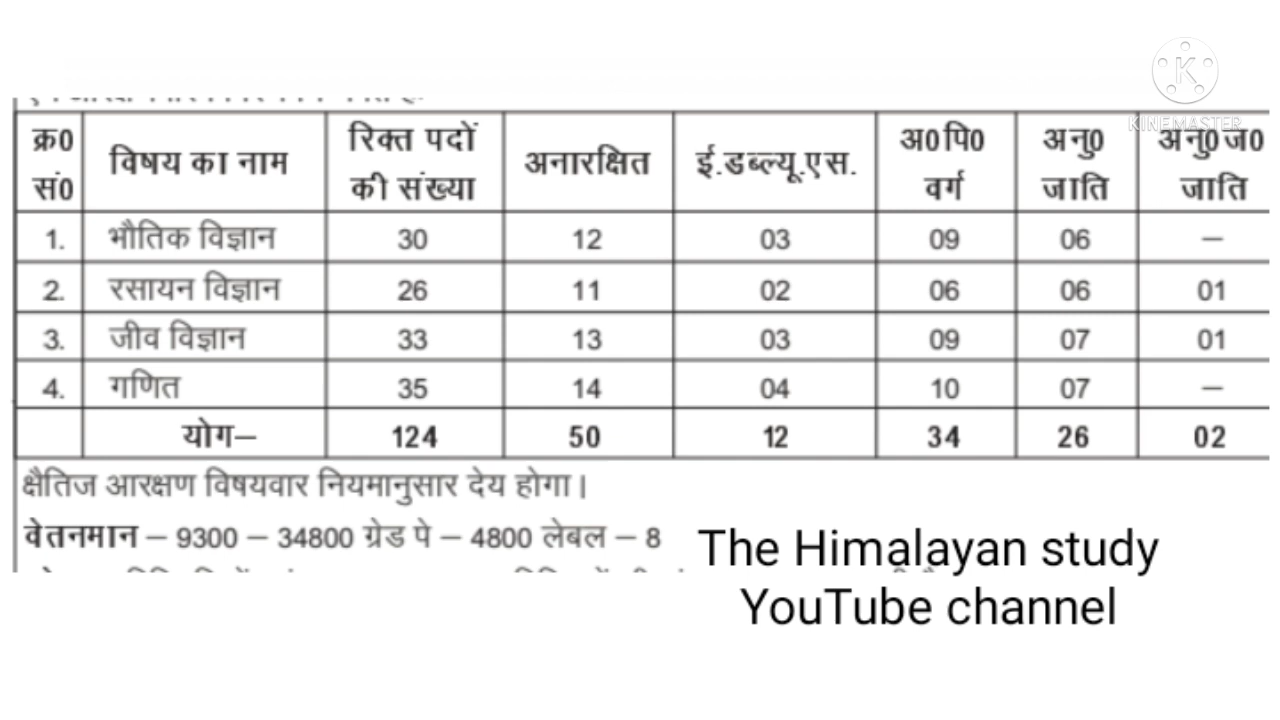 K
KINEMASTER
क्र0 सं0 विषय का नाम रिक्त पदों की संख्या अनारक्षित ई.डब्ल्यू.एस. अ0पि0 वर्ग अनु0 जाति अनु0ज0 जाति
1. भौतिक विज्ञान 30 12 03 09 06 –
2. रसायन विज्ञान 26 11 02 06 06 01
3. जीव विज्ञान 33 13 03 09 07 01
4. गणित 35 14 04 10 07 –
योग– 124 50 12 34 26 02
क्षैतिज आरक्षण विषयवार नियमानुसार देय होगा।
वेतनमान – 9300 – 34800 ग्रेड पे – 4800 लेबल – 8
The Himalayan study
YouTube channel